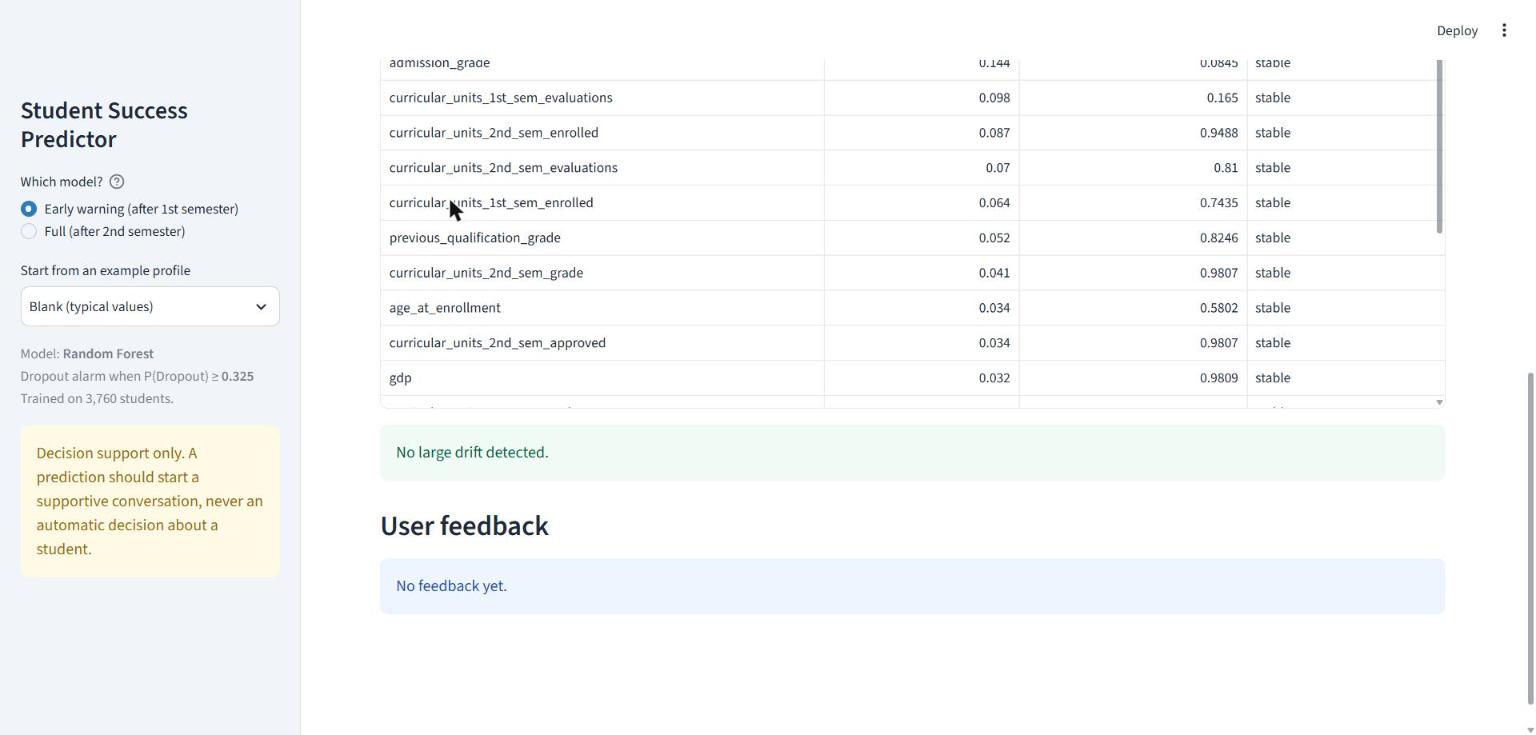 Deploy
Student Success
Predictor
Which model?
Early warning (after 1st semester)
Full (after 2nd semester)
Start from an example profile
Blank (typical values)
Model: Random Forest
Dropout alarm when P(Dropout) ≥ 0.325
Trained on 3,760 students.
Decision support only. A
prediction should start a
supportive conversation, never an
automatic decision about a
student.
admission_grade 0.144 0.0845 stable
curricular_units_1st_sem_evaluations 0.098 0.165 stable
curricular_units_2nd_sem_enrolled 0.087 0.9488 stable
curricular_units_2nd_sem_evaluations 0.07 0.81 stable
curricular_units_1st_sem_enrolled 0.064 0.7435 stable
previous_qualification_grade 0.052 0.8246 stable
curricular_units_2nd_sem_grade 0.041 0.9807 stable
age_at_enrollment 0.034 0.5802 stable
curricular_units_2nd_sem_approved 0.034 0.9807 stable
gdp 0.032 0.9809 stable
No large drift detected.
User feedback
No feedback yet.